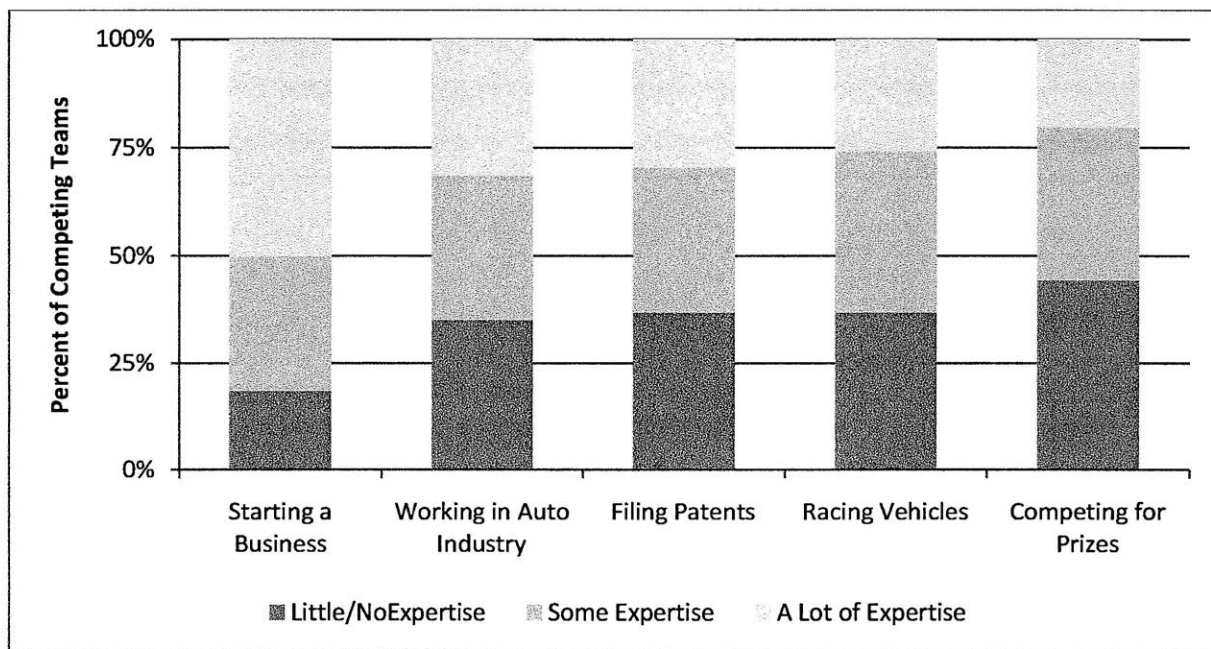 100%
75%
50%
25%
0%
Percent of Competing Teams
Starting a
Business
Working in Auto
Industry
Filing Patents
Racing Vehicles
Competing for
Prizes
Little/NoExpertise
Some Expertise
A Lot of Expertise